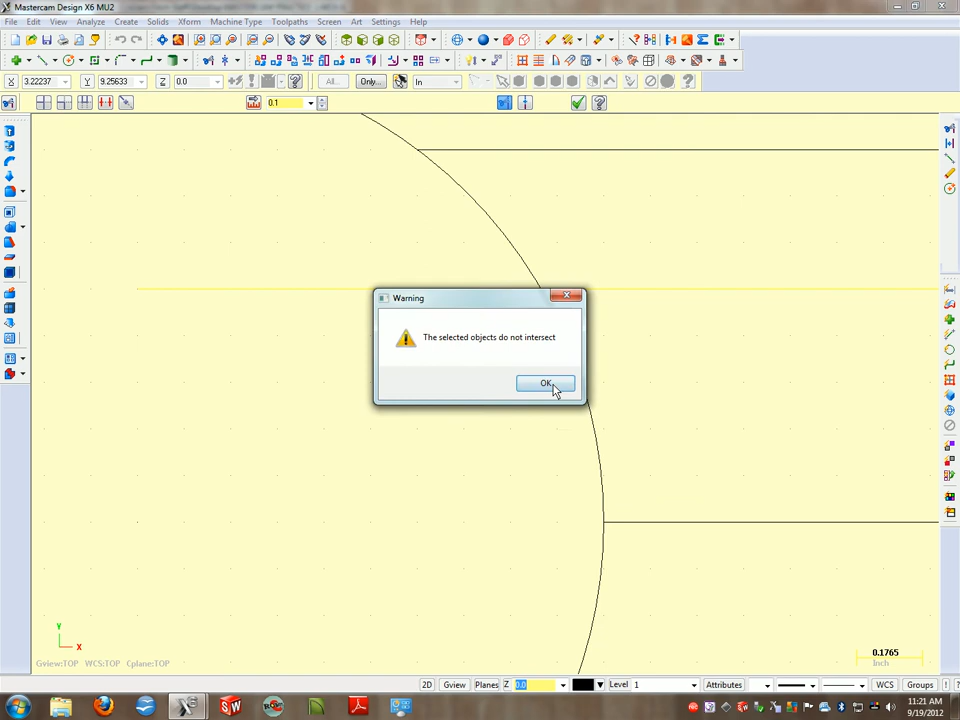 Mastercam Design X6 MU2
File Edit View Analyze Create Solids Xform Machine Type Toolpaths Screen Art Settings Help
X 3.22237 Y 9.25633 Z 0.0 All... Only... In
0.1
Warning
The selected objects do not intersect
OK
Y
X
Gview:TOP WCS:TOP Cplane:TOP
0.1765
Inch
2D Gview Planes Z 0.0 Level 1 Attributes WCS Groups ?
11:21 AM
9/19/2012